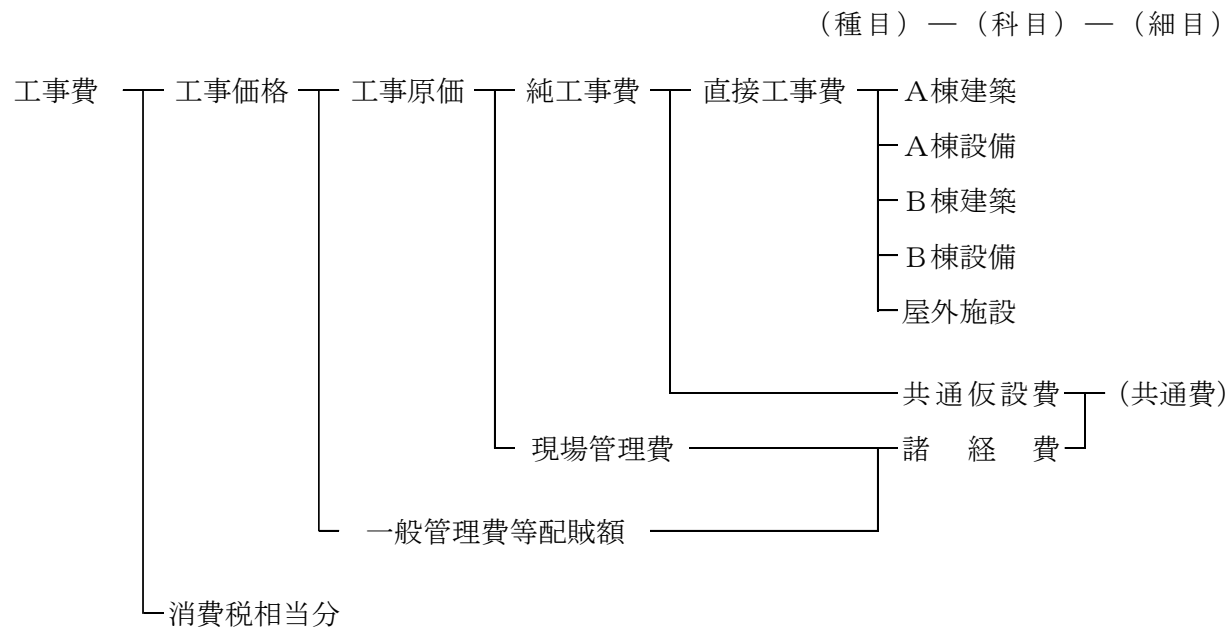 （種目）―（科目）―（細目）
工事費 工事価格 工事原価 純工事費 直接工事費 Ａ棟建築
Ａ棟設備
Ｂ棟建築
Ｂ棟設備
屋外施設
共通仮設費 （共通費）
現場管理費 諸経費
一般管理費等配賦額
消費税相当分